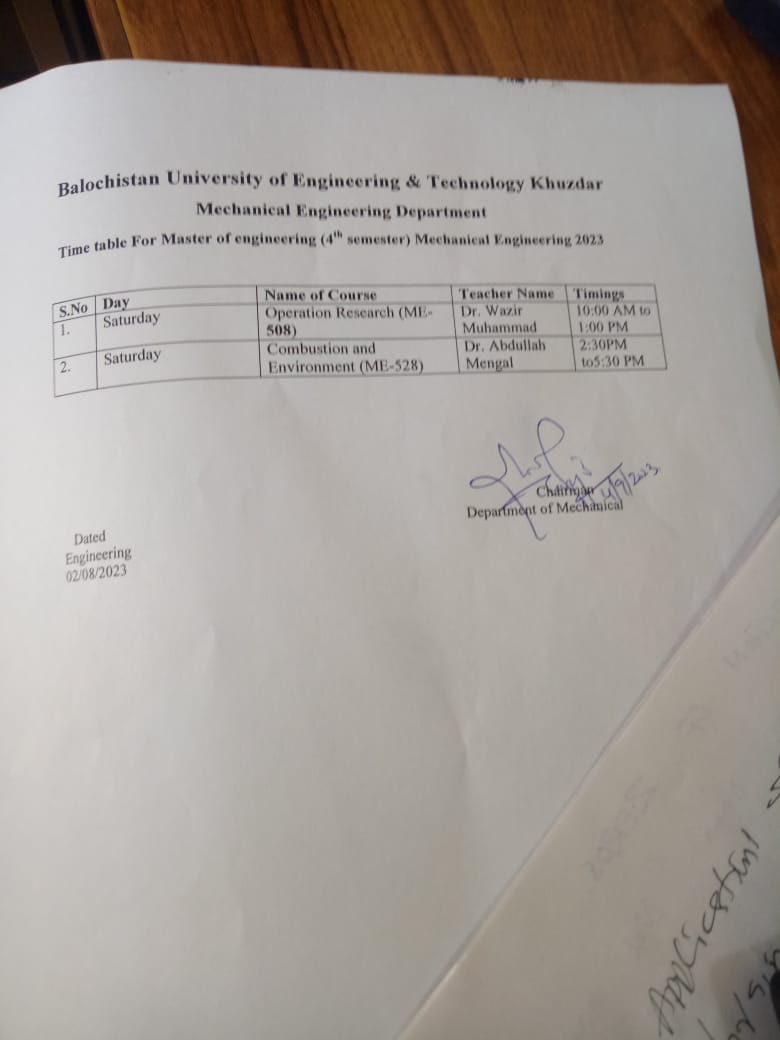 Balochistan University of Engineering & Technology Khuzdar
Mechanical Engineering Department
Time table For Master of engineering (4th semester) Mechanical Engineering 2023
S.No Day Name of Course Teacher Name Timings
1. Saturday Operation Research (ME-508) Dr. Wazir Muhammad 10:00 AM to 1:00 PM
2. Saturday Combustion and Environment (ME-528) Dr. Abdullah Mengal 2:30PM to5:30 PM
4/9/2023
Chairman
Department of Mechanical
Dated
Engineering
02/08/2023
Application